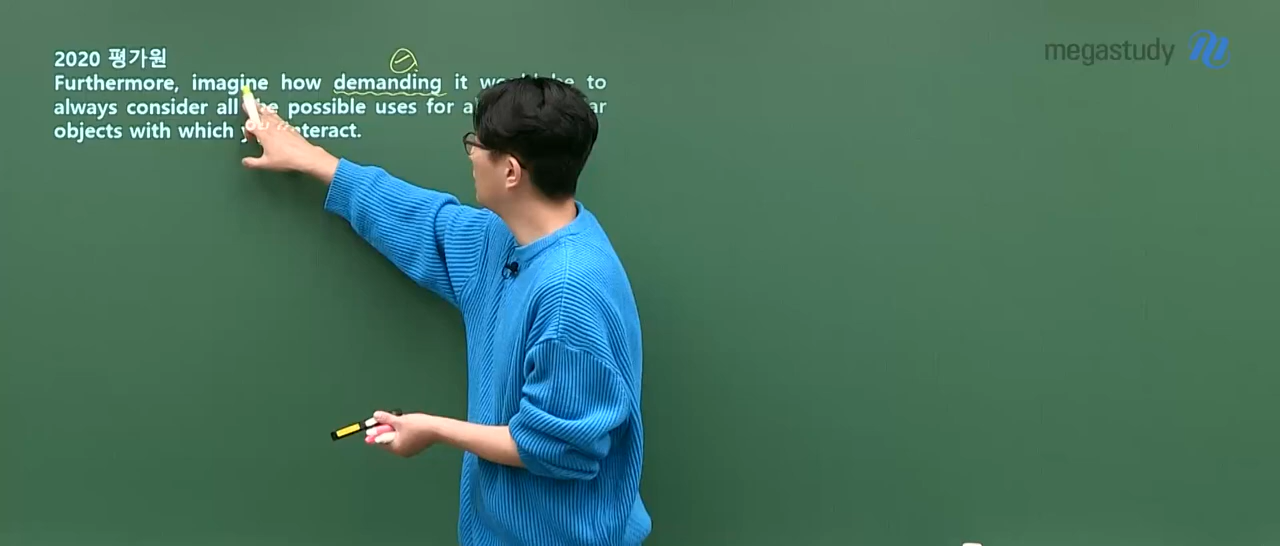 2020 평가원
Furthermore, imagine how demanding it be to
always consider all possible uses for
objects with which interact.
megastudy